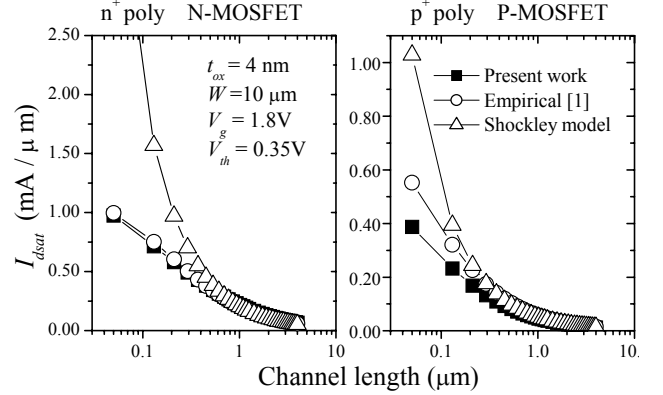 n+ poly N-MOSFET
p+ poly P-MOSFET
2.50
2.00
1.50
1.00
0.50
0.00
tox = 4 nm
W =10 μm
Vg = 1.8V
Vth = 0.35V
1.00
0.80
0.60
0.40
0.20
0.00
Present work
Empirical [1]
Shockley model
Idsat (mA / μ m)
0.1 1 10
0.1 1.0 10.
Channel length (μm)